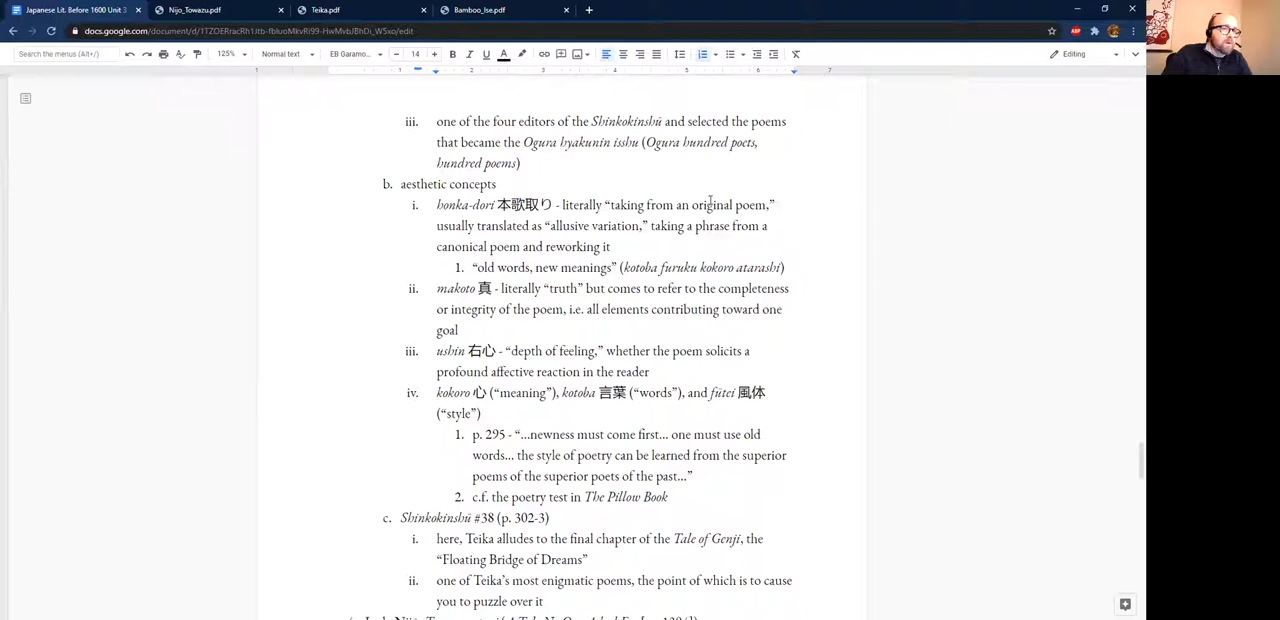 Japanese Lit. Before 1600 Unit 3
Nijo_Towazu.pdf
Teika.pdf
Bamboo_Ise.pdf
Search the menus (Alt+/)
125%
Normal text
EB Garamo...
14
Editing
1 1 2 3 4 5 6 7
iii. one of the four editors of the Shinkokinshū and selected the poems
that became the Ogura hyakunin isshu (Ogura hundred poets,
hundred poems)
b. aesthetic concepts
i. honka-dori 本歌取り - literally “taking from an original poem,”
usually translated as “allusive variation,” taking a phrase from a
canonical poem and reworking it
1. “old words, new meanings” (kotoba furuku kokoro atarashi)
ii. makoto 真 - literally “truth” but comes to refer to the completeness
or integrity of the poem, i.e. all elements contributing toward one
goal
iii. ushin 右心 - “depth of feeling,” whether the poem solicits a
profound affective reaction in the reader
iv. kokoro 心 (“meaning”), kotoba 言葉 (“words”), and fūtei 風体
(“style”)
1. p. 295 - “...newness must come first... one must use old
words... the style of poetry can be learned from the superior
poems of the superior poets of the past...”
2. c.f. the poetry test in The Pillow Book
c. Shinkokinshū #38 (p. 302-3)
i. here, Teika alludes to the final chapter of the Tale of Genji, the
“Floating Bridge of Dreams”
ii. one of Teika’s most enigmatic poems, the point of which is to cause
you to puzzle over it